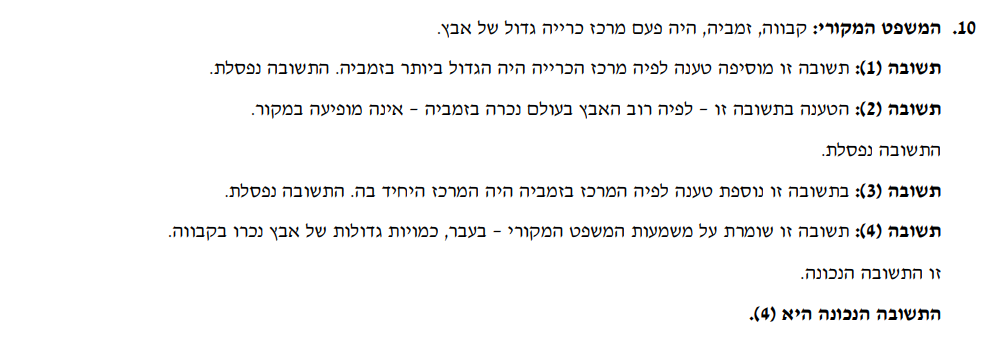 10. המשפט המקורי: קבווה, זמביה, היה פעם מרכז כרייה גדול של אבץ.
תשובה (1): תשובה זו מוסיפה טענה לפיה מרכז הכרייה היה הגדול ביותר בזמביה. התשובה נפסלת.
תשובה (2): הטענה בתשובה זו – לפיה רוב האבץ בעולם נכרה בזמביה – אינה מופיעה במקור.
התשובה נפסלת.
תשובה (3): בתשובה זו נוספת טענה לפיה המרכז בזמביה היה המרכז היחיד בה. התשובה נפסלת.
תשובה (4): תשובה זו שומרת על משמעות המשפט המקורי – בעבר, כמויות גדולות של אבץ נכרו בקבווה.
זו התשובה הנכונה.
התשובה הנכונה היא (4).